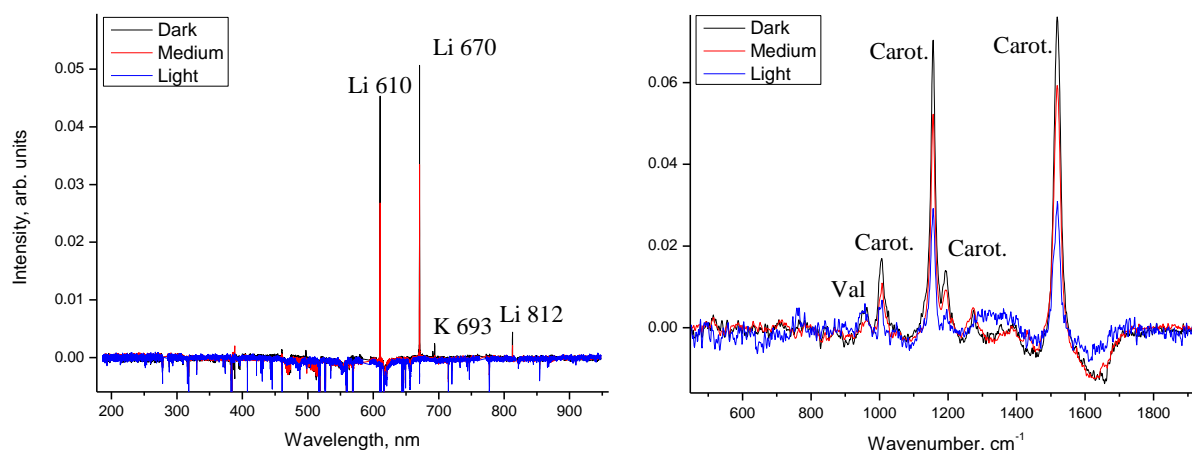 Dark
Medium
Light
Li 670
Li 610
K 693
Li 812
0.05
0.04
0.03
0.02
0.01
0.00
Intensity, arb. units
200 300 400 500 600 700 800 900
Wavelength, nm
Dark
Medium
Light
Carot.
Carot.
Carot.
Carot.
Val
0.06
0.04
0.02
0.00
600 800 1000 1200 1400 1600 1800
Wavenumber, cm⁻¹